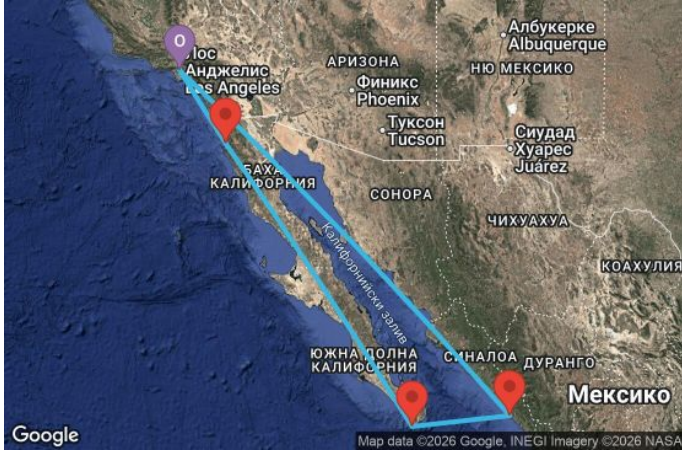 O
Лос
Анджелис
Los Angeles
Албукерке
Albuquerque
АРИЗОНА
НЮ МЕКСИКО
Финикс
Phoenix
Тусон
Tucson
Сиудад
Хуарес
Juárez
БАХА
КАЛИФОРНИЯ
СОНОРА
ЧИХУАХУА
Калифорнийски залив
КОАХУИЛА
ЮЖНА ДОЛНА
КАЛИФОРНИЯ
СИНАЛОА
ДУРАНГО
Мексико
Google
Map data ©2026 Google, INEGI Imagery ©2026 NASA